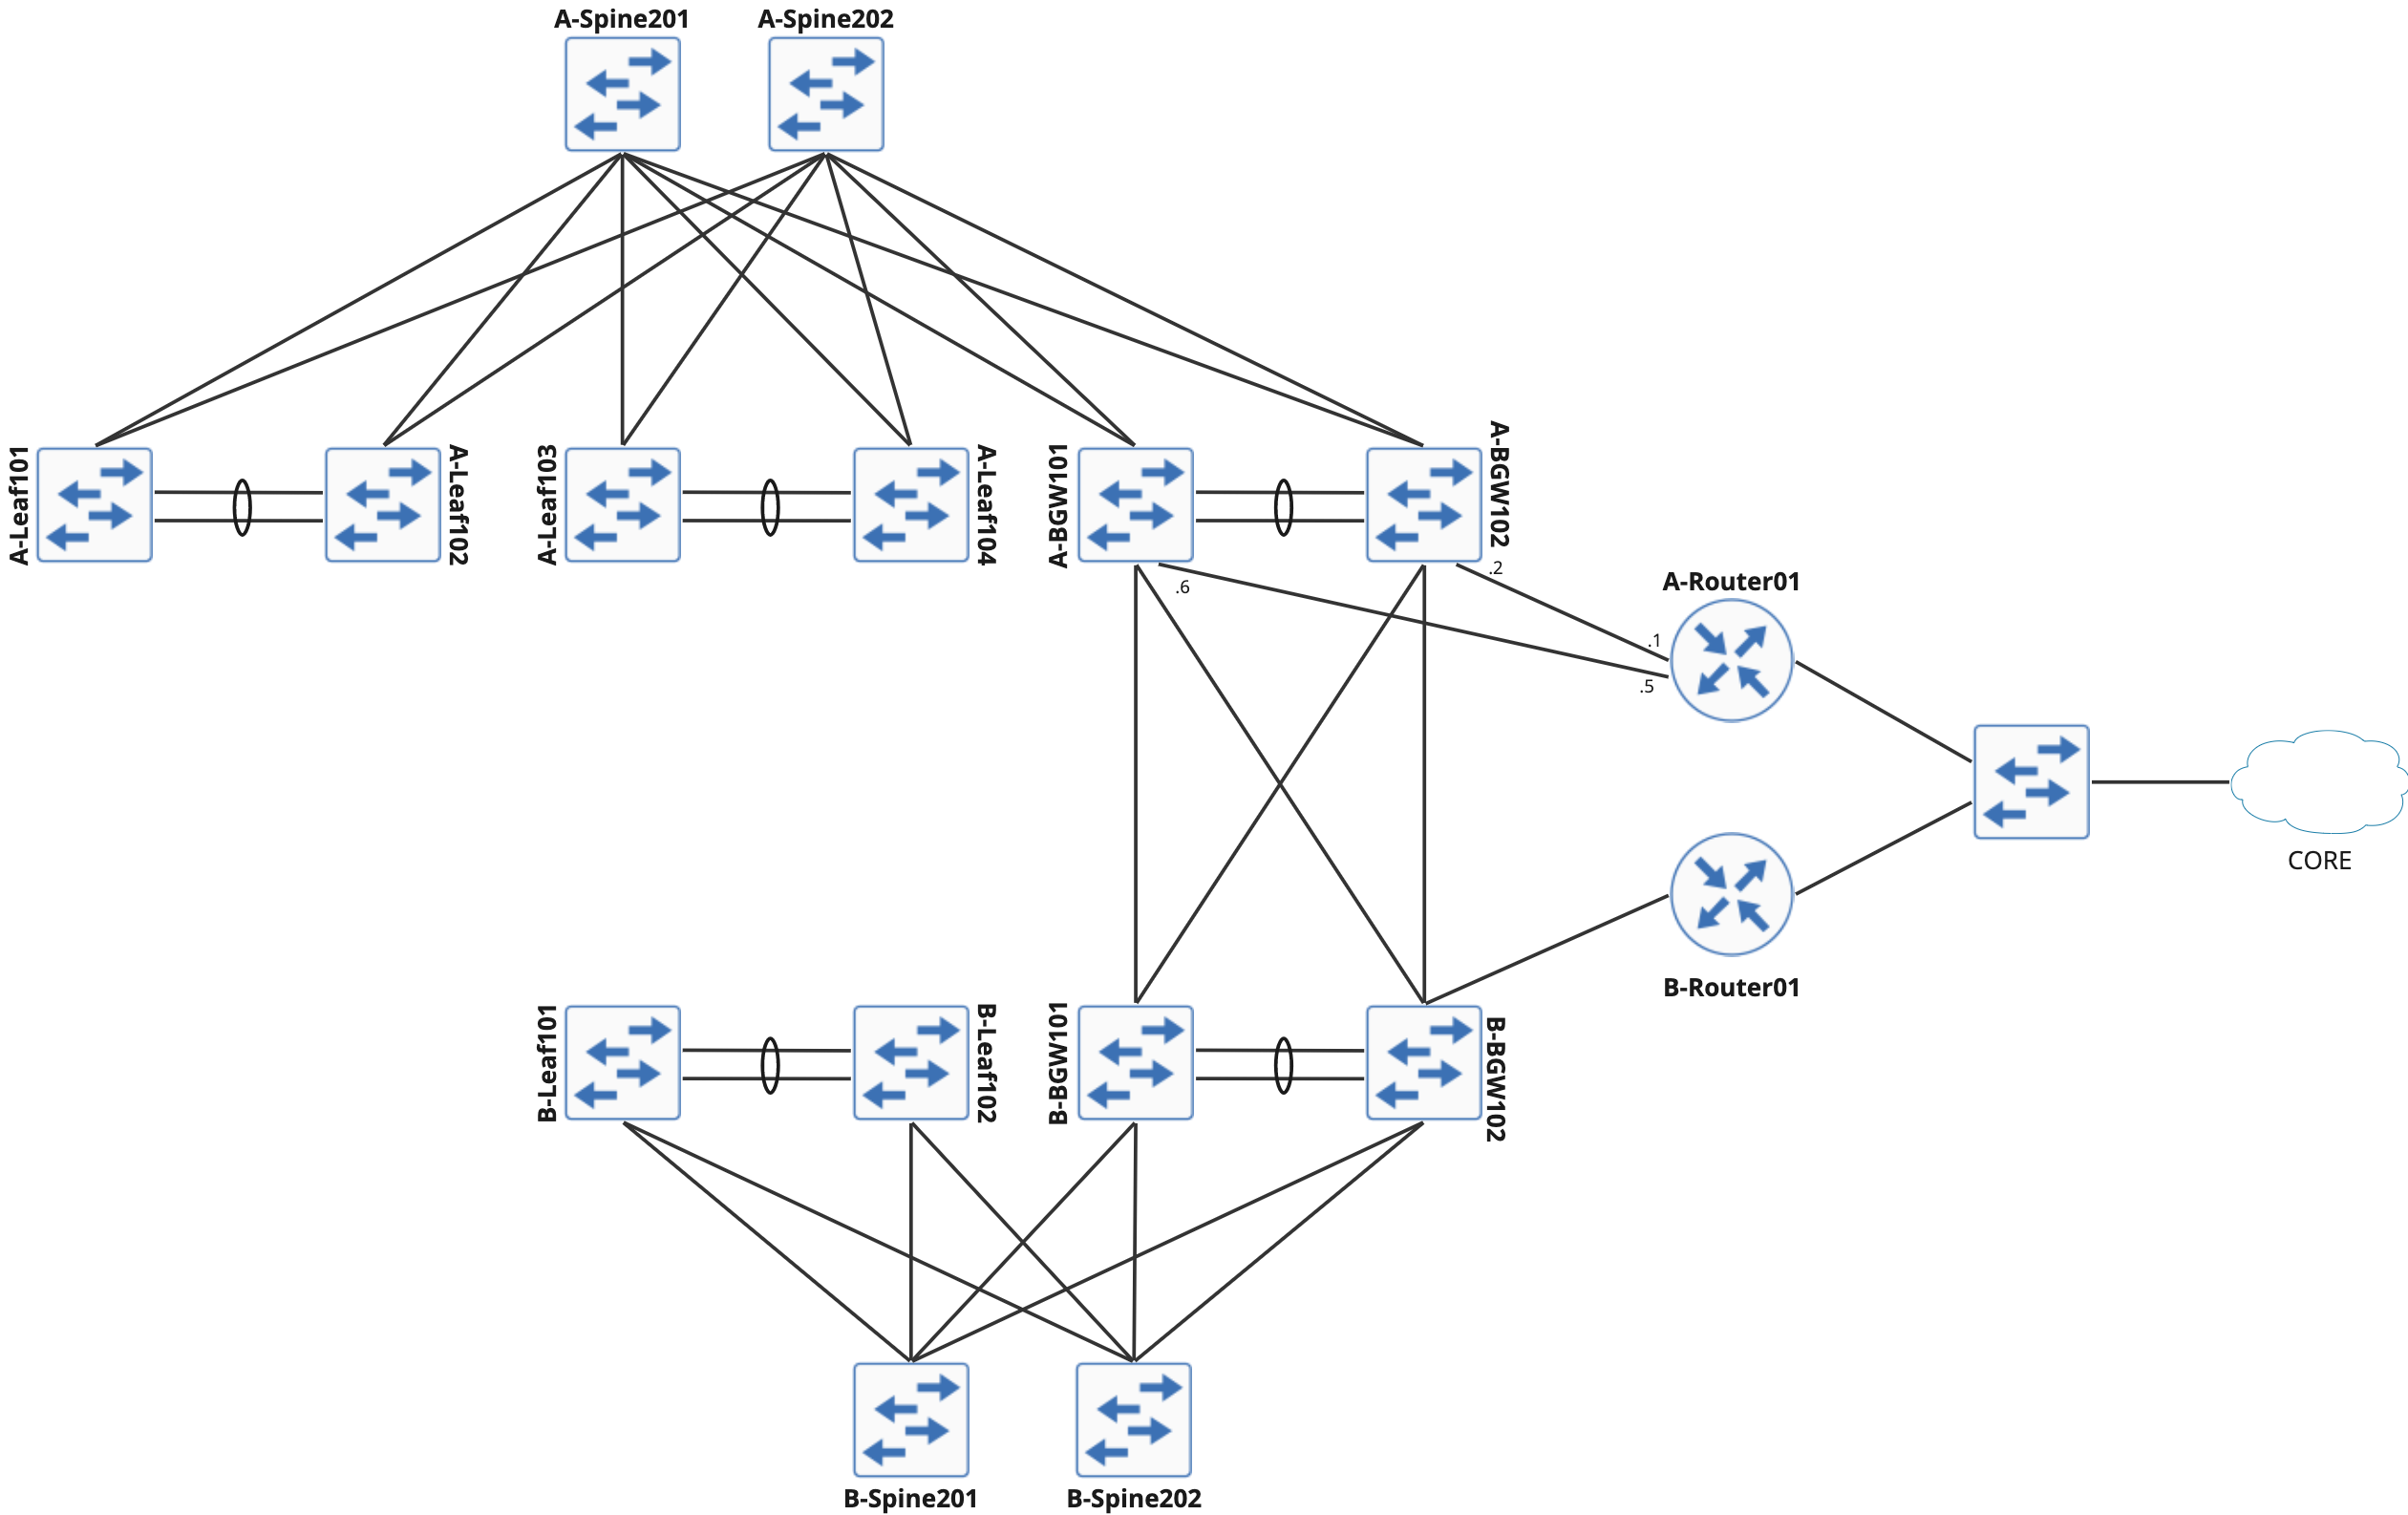 A-Spine201
A-Spine202
A-Leaf101
A-Leaf102
A-Leaf103
A-Leaf104
A-BGW101
A-BGW102
.6
.2
A-Router01
.1
.5
CORE
B-Router01
B-Leaf101
B-Leaf102
B-BGW101
B-BGW102
B-Spine201
B-Spine202